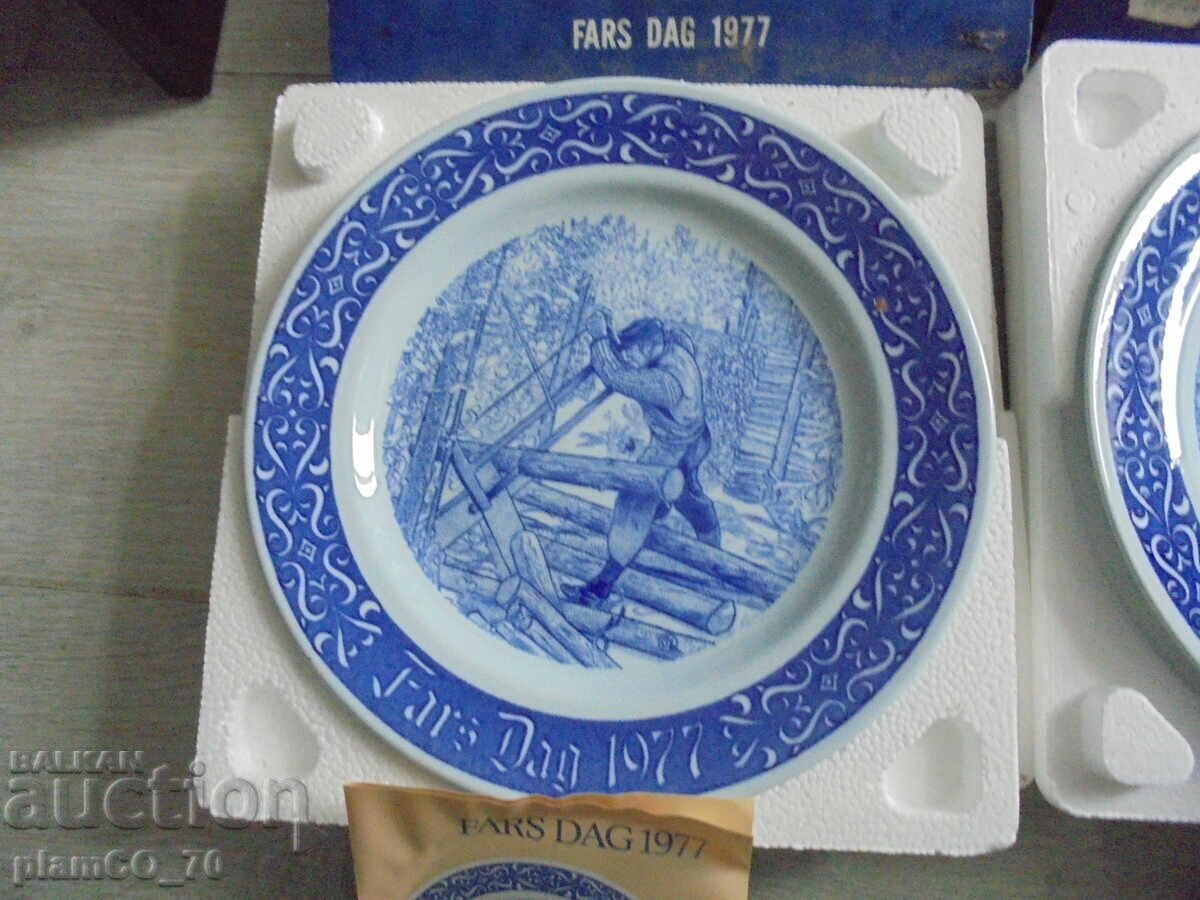 FARS DAG 1977
Fars Dag 1977
FARS DAG 1977
BALKAN
auction
plamCO_70